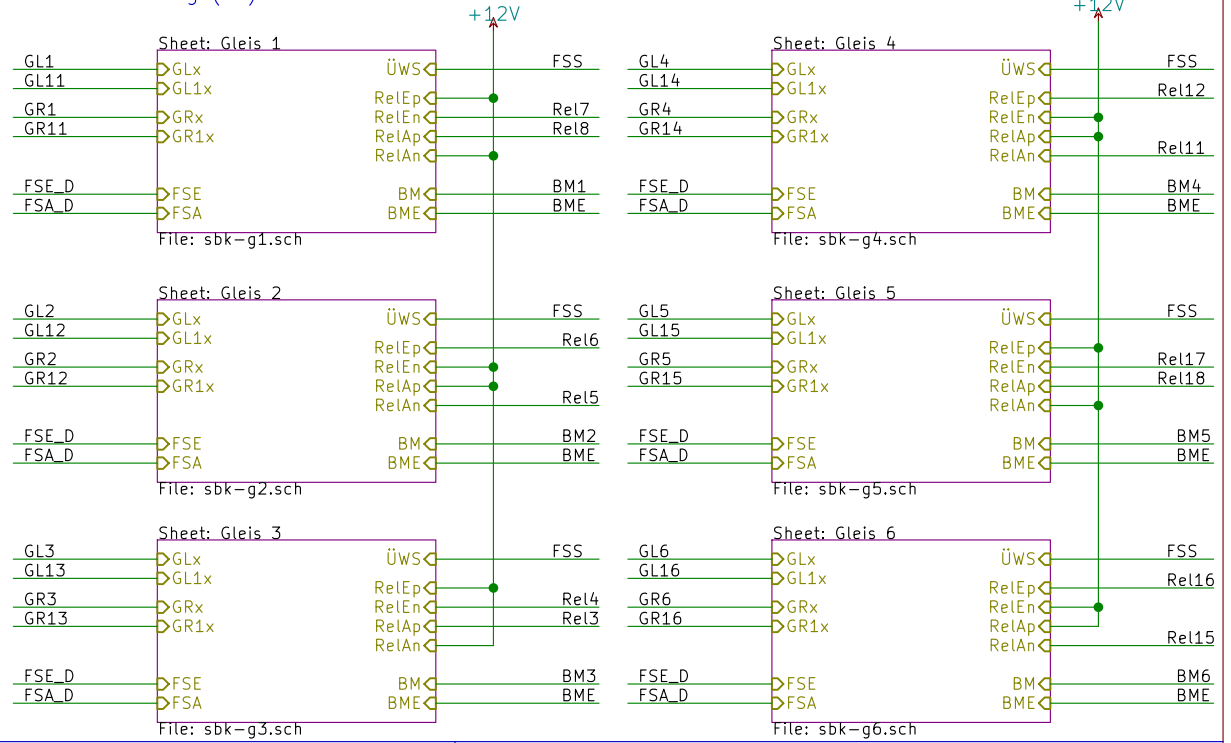 +12V
+12V
Sheet: Gleis 1
GL1 GLx ÜWS FSS
GL11 GL1x
RelEp
GR1 GRx RelEn Rel7
GR11 GR1x RelAp Rel8
RelAn
FSE_D FSE BM BM1
FSA_D FSA BME BME
File: sbk-g1.sch
Sheet: Gleis 4
GL4 GLx ÜWS FSS
GL14 GL1x
RelEp Rel12
GR4 GRx RelEn
GR14 GR1x RelAp
RelAn Rel11
FSE_D FSE BM BM4
FSA_D FSA BME BME
File: sbk-g4.sch
Sheet: Gleis 2
GL2 GLx ÜWS FSS
GL12 GL1x
RelEp Rel6
GR2 GRx RelEn
GR12 GR1x RelAp
RelAn Rel5
FSE_D FSE BM BM2
FSA_D FSA BME BME
File: sbk-g2.sch
Sheet: Gleis 5
GL5 GLx ÜWS FSS
GL15 GL1x
RelEp
GR5 GRx RelEn Rel17
GR15 GR1x RelAp Rel18
RelAn
FSE_D FSE BM BM5
FSA_D FSA BME BME
File: sbk-g5.sch
Sheet: Gleis 3
GL3 GLx ÜWS FSS
GL13 GL1x
RelEp
GR3 GRx RelEn Rel4
GR13 GR1x RelAp Rel3
RelAn
FSE_D FSE BM BM3
FSA_D FSA BME BME
File: sbk-g3.sch
Sheet: Gleis 6
GL6 GLx ÜWS FSS
GL16 GL1x
RelEp Rel16
GR6 GRx RelEn
GR16 GR1x RelAp
RelAn Rel15
FSE_D FSE BM BM6
FSA_D FSA BME BME
File: sbk-g6.sch